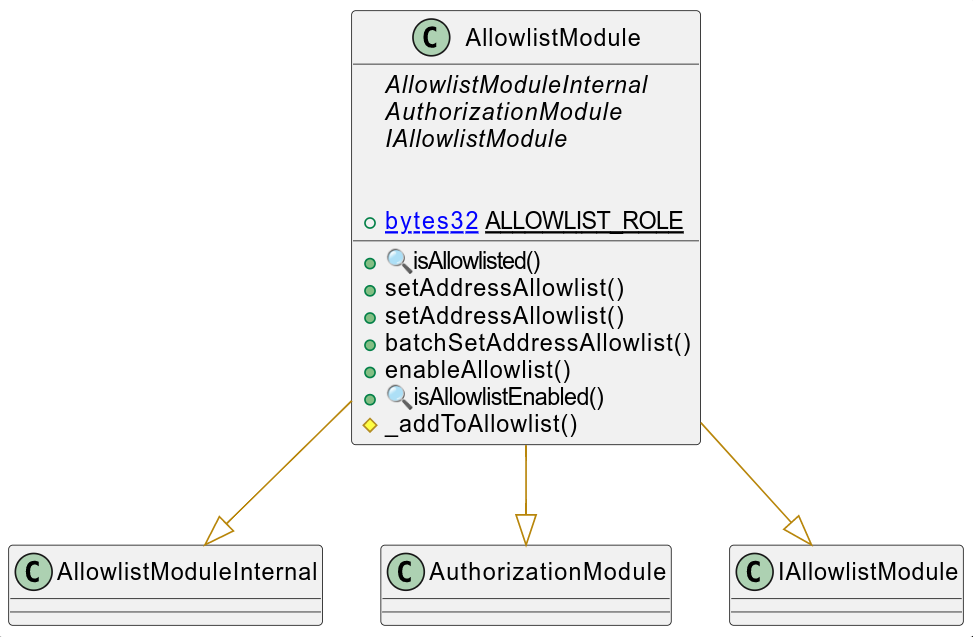 C AllowlistModule
AllowlistModuleInternal
AuthorizationModule
IAllowlistModule
bytes32 ALLOWLIST_ROLE
🔍isAllowlisted()
setAddressAllowlist()
setAddressAllowlist()
batchSetAddressAllowlist()
enableAllowlist()
🔍isAllowlistEnabled()
_addToAllowlist()
C AllowlistModuleInternal
C AuthorizationModule
C IAllowlistModule